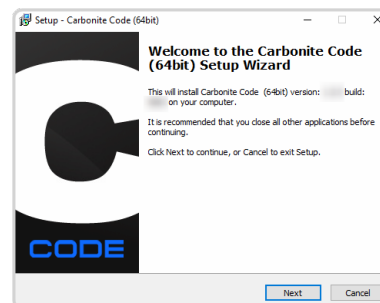 Setup - Carbonite Code (64bit)
Welcome to the Carbonite Code
(64bit) Setup Wizard
This will install Carbonite Code (64bit) version: build:
on your computer.
It is recommended that you close all other applications before
continuing.
Click Next to continue, or Cancel to exit Setup.
CODE
Next Cancel